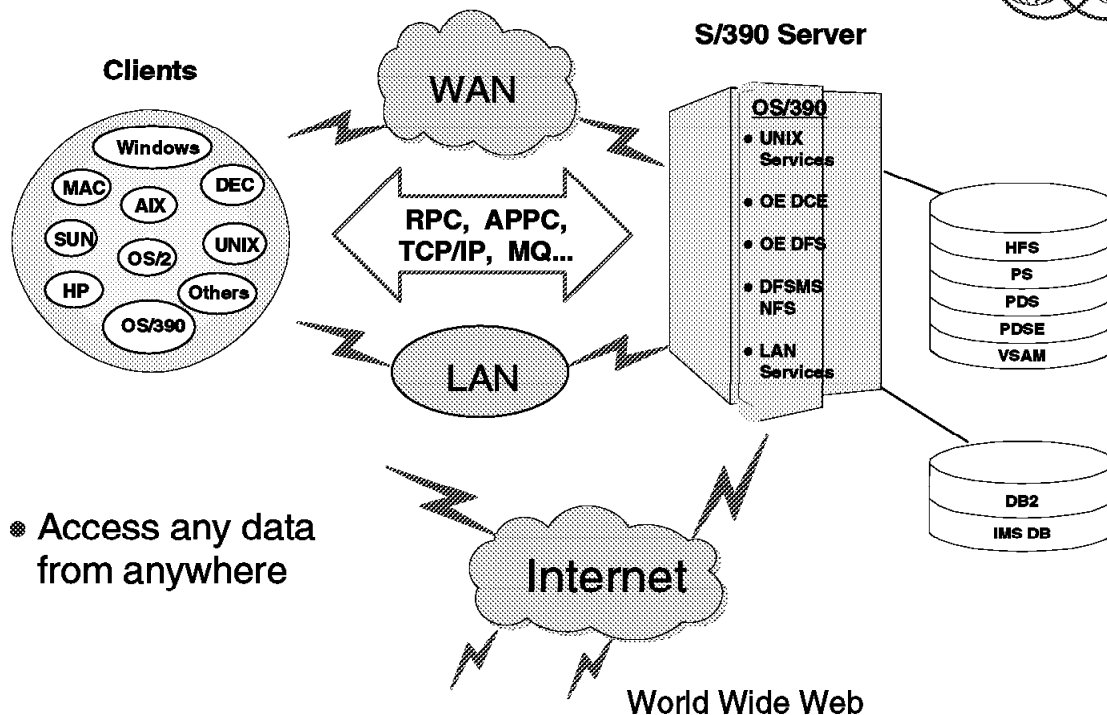 S/390 Server
Clients
WAN
OS/390
• UNIX
Services
• OE DCE
• OE DFS
• DFSMS
NFS
• LAN
Services
Windows
MAC
DEC
AIX
SUN
UNIX
OS/2
HP
Others
OS/390
RPC, APPC,
TCP/IP, MQ...
LAN
HFS
PS
PDS
PDSE
VSAM
DB2
IMS DB
• Access any data
from anywhere
Internet
World Wide Web